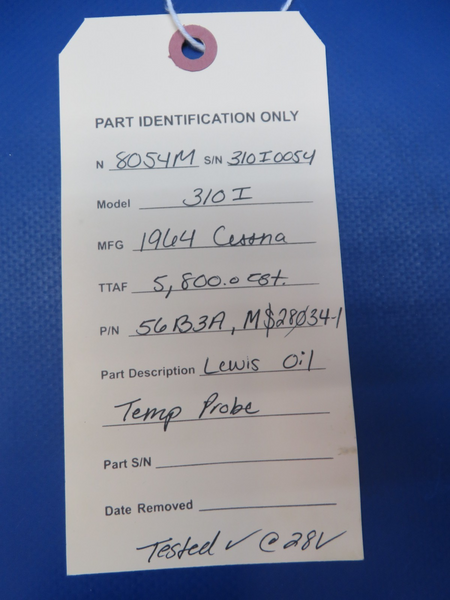 PART IDENTIFICATION ONLY
N 8054M S/N 310I0054
Model 310 I
MFG 1964 Cessna
TTAF 5,800.0 est.
P/N 56B3A, MS28034-1
Part Description Lewis Oil
Temp Probe
Part S/N
Date Removed
Tested ✓ @ 28V